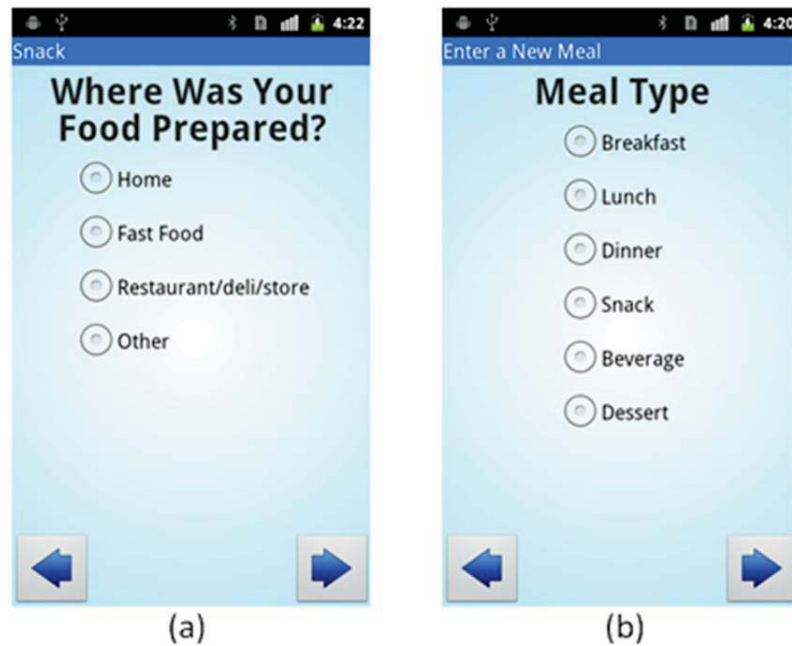 4:22
Snack
Where Was Your
Food Prepared?
Home
Fast Food
Restaurant/deli/store
Other
(a)
4:20
Enter a New Meal
Meal Type
Breakfast
Lunch
Dinner
Snack
Beverage
Dessert
(b)